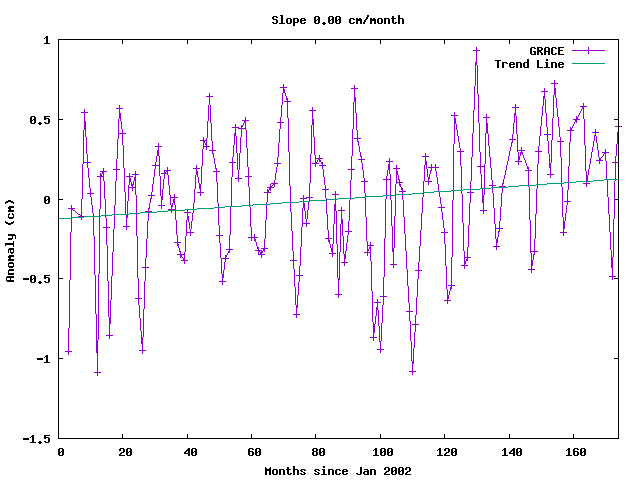 Slope 0.00 cm/month
GRACE
Trend Line
1
0.5
0
-0.5
-1
-1.5
Anomaly (cm)
0 20 40 60 80 100 120 140 160
Months since Jan 2002